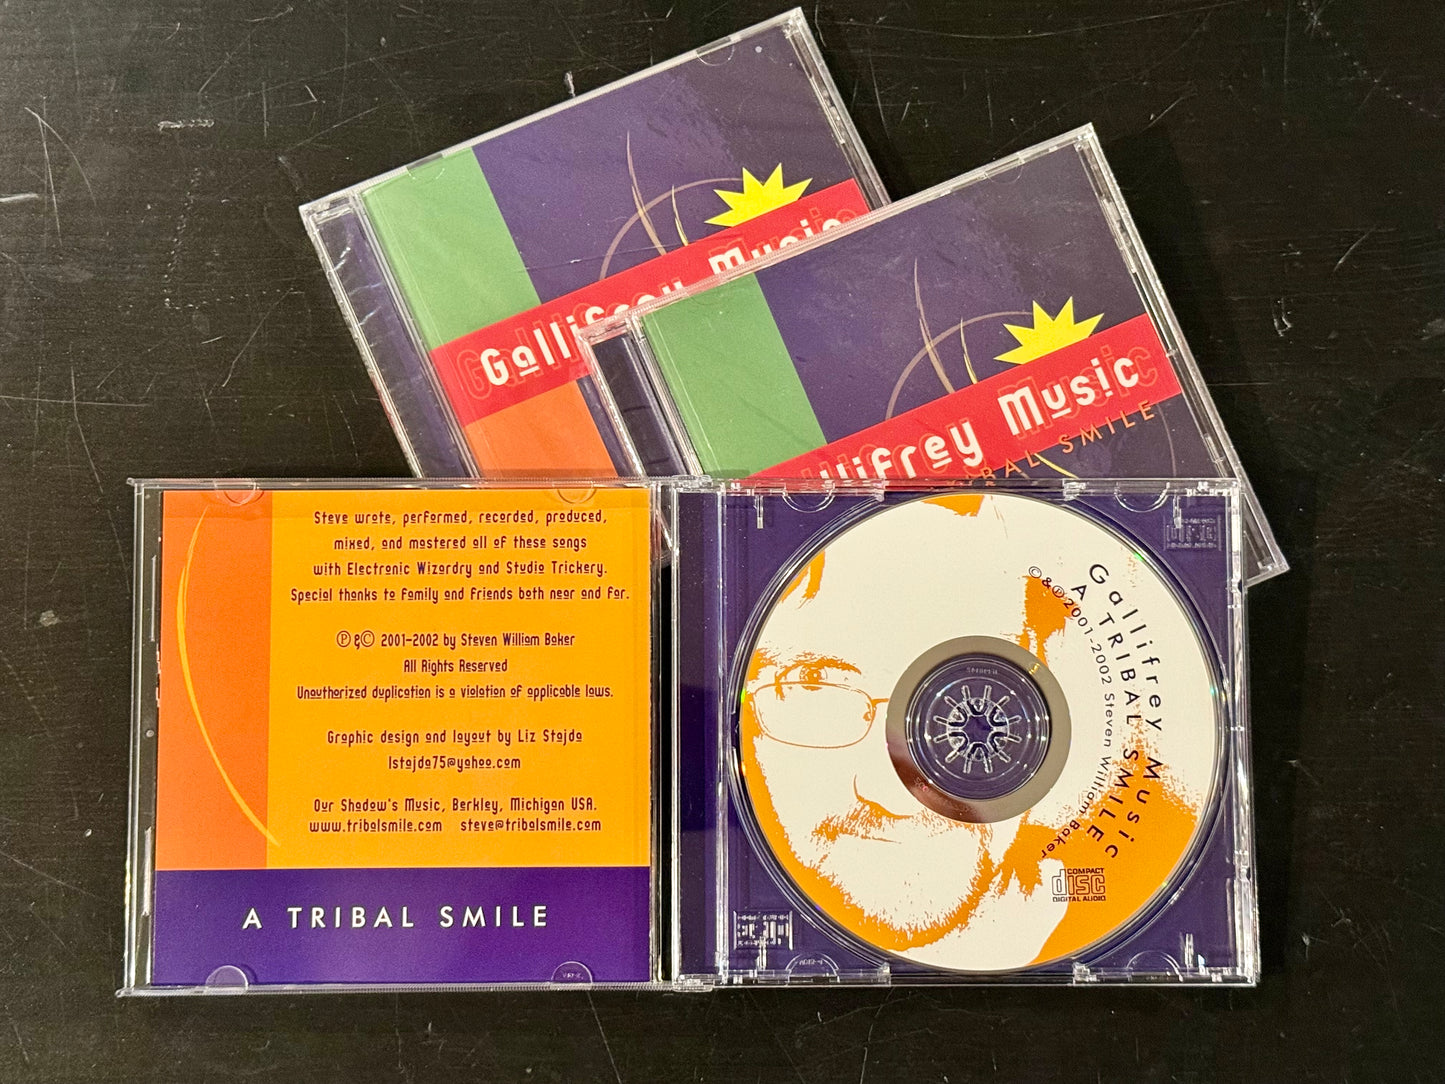 Gallifrey Music
Gallifrey Music
SMILE
Steve wrote, performed, recorded, produced,
mixed, and mastered all of these songs
with Electronic Wizardry and Studio Trickery.
Special thanks to family and friends both near and far.
℗&© 2001-2002 by Steven William Baker
All Rights Reserved
Unauthorized duplication is a violation of applicable laws.
Graphic design and layout by Liz Stajda
lstajda75@yahoo.com
Our Shadow's Music, Berkley, Michigan USA.
www.tribalsmile.com steve@tribalsmile.com
A TRIBAL SMILE
Gallifrey Music
A TRIBAL SMILE
©&℗2001-2002 Steven William Baker
COMPACT
disc
DIGITAL AUDIO